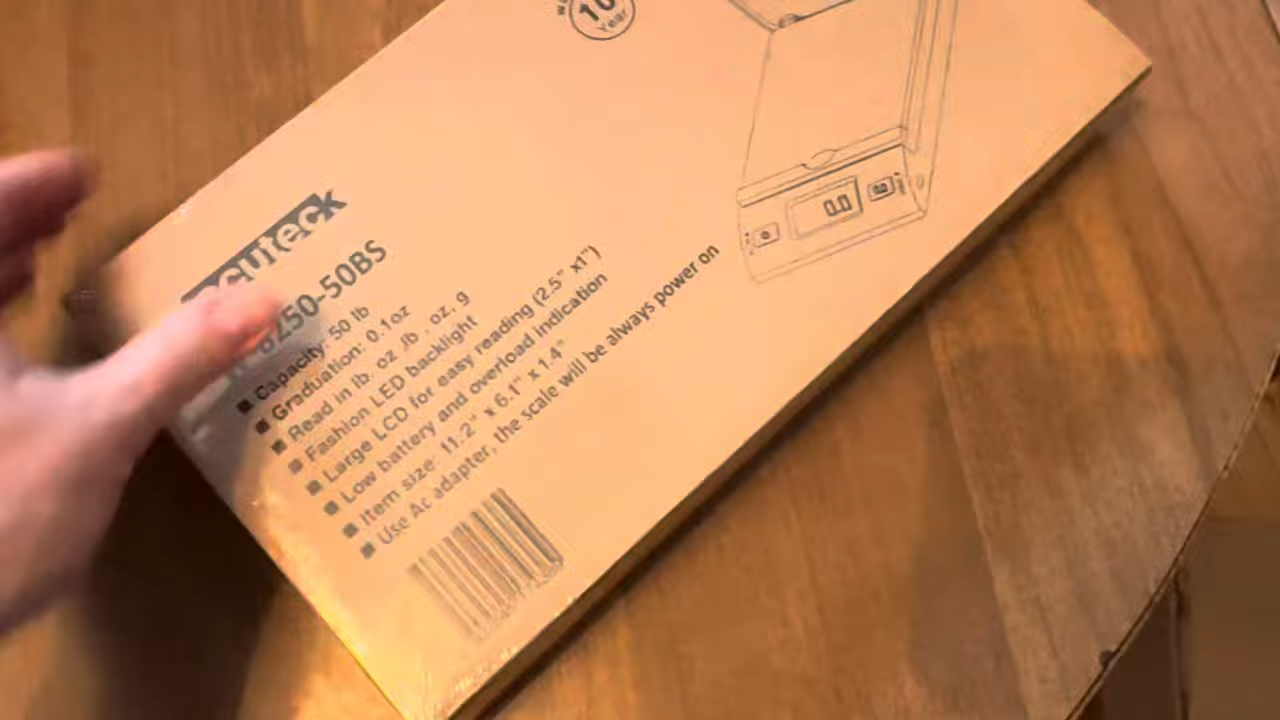 10
Year
cuteck
8250-50BS
■ Capacity: 50 lb
■ Graduation: 0.1oz
■ Read in lb. oz ,lb . oz, g
■ Fashion LED backlight
■ Large LCD for easy reading (2.5" x1")
■ Low battery and overload indication
■ Item size: 11.2" x 6.1" x 1.4"
■ Use Ac adapter, the scale will be always power on
0.0